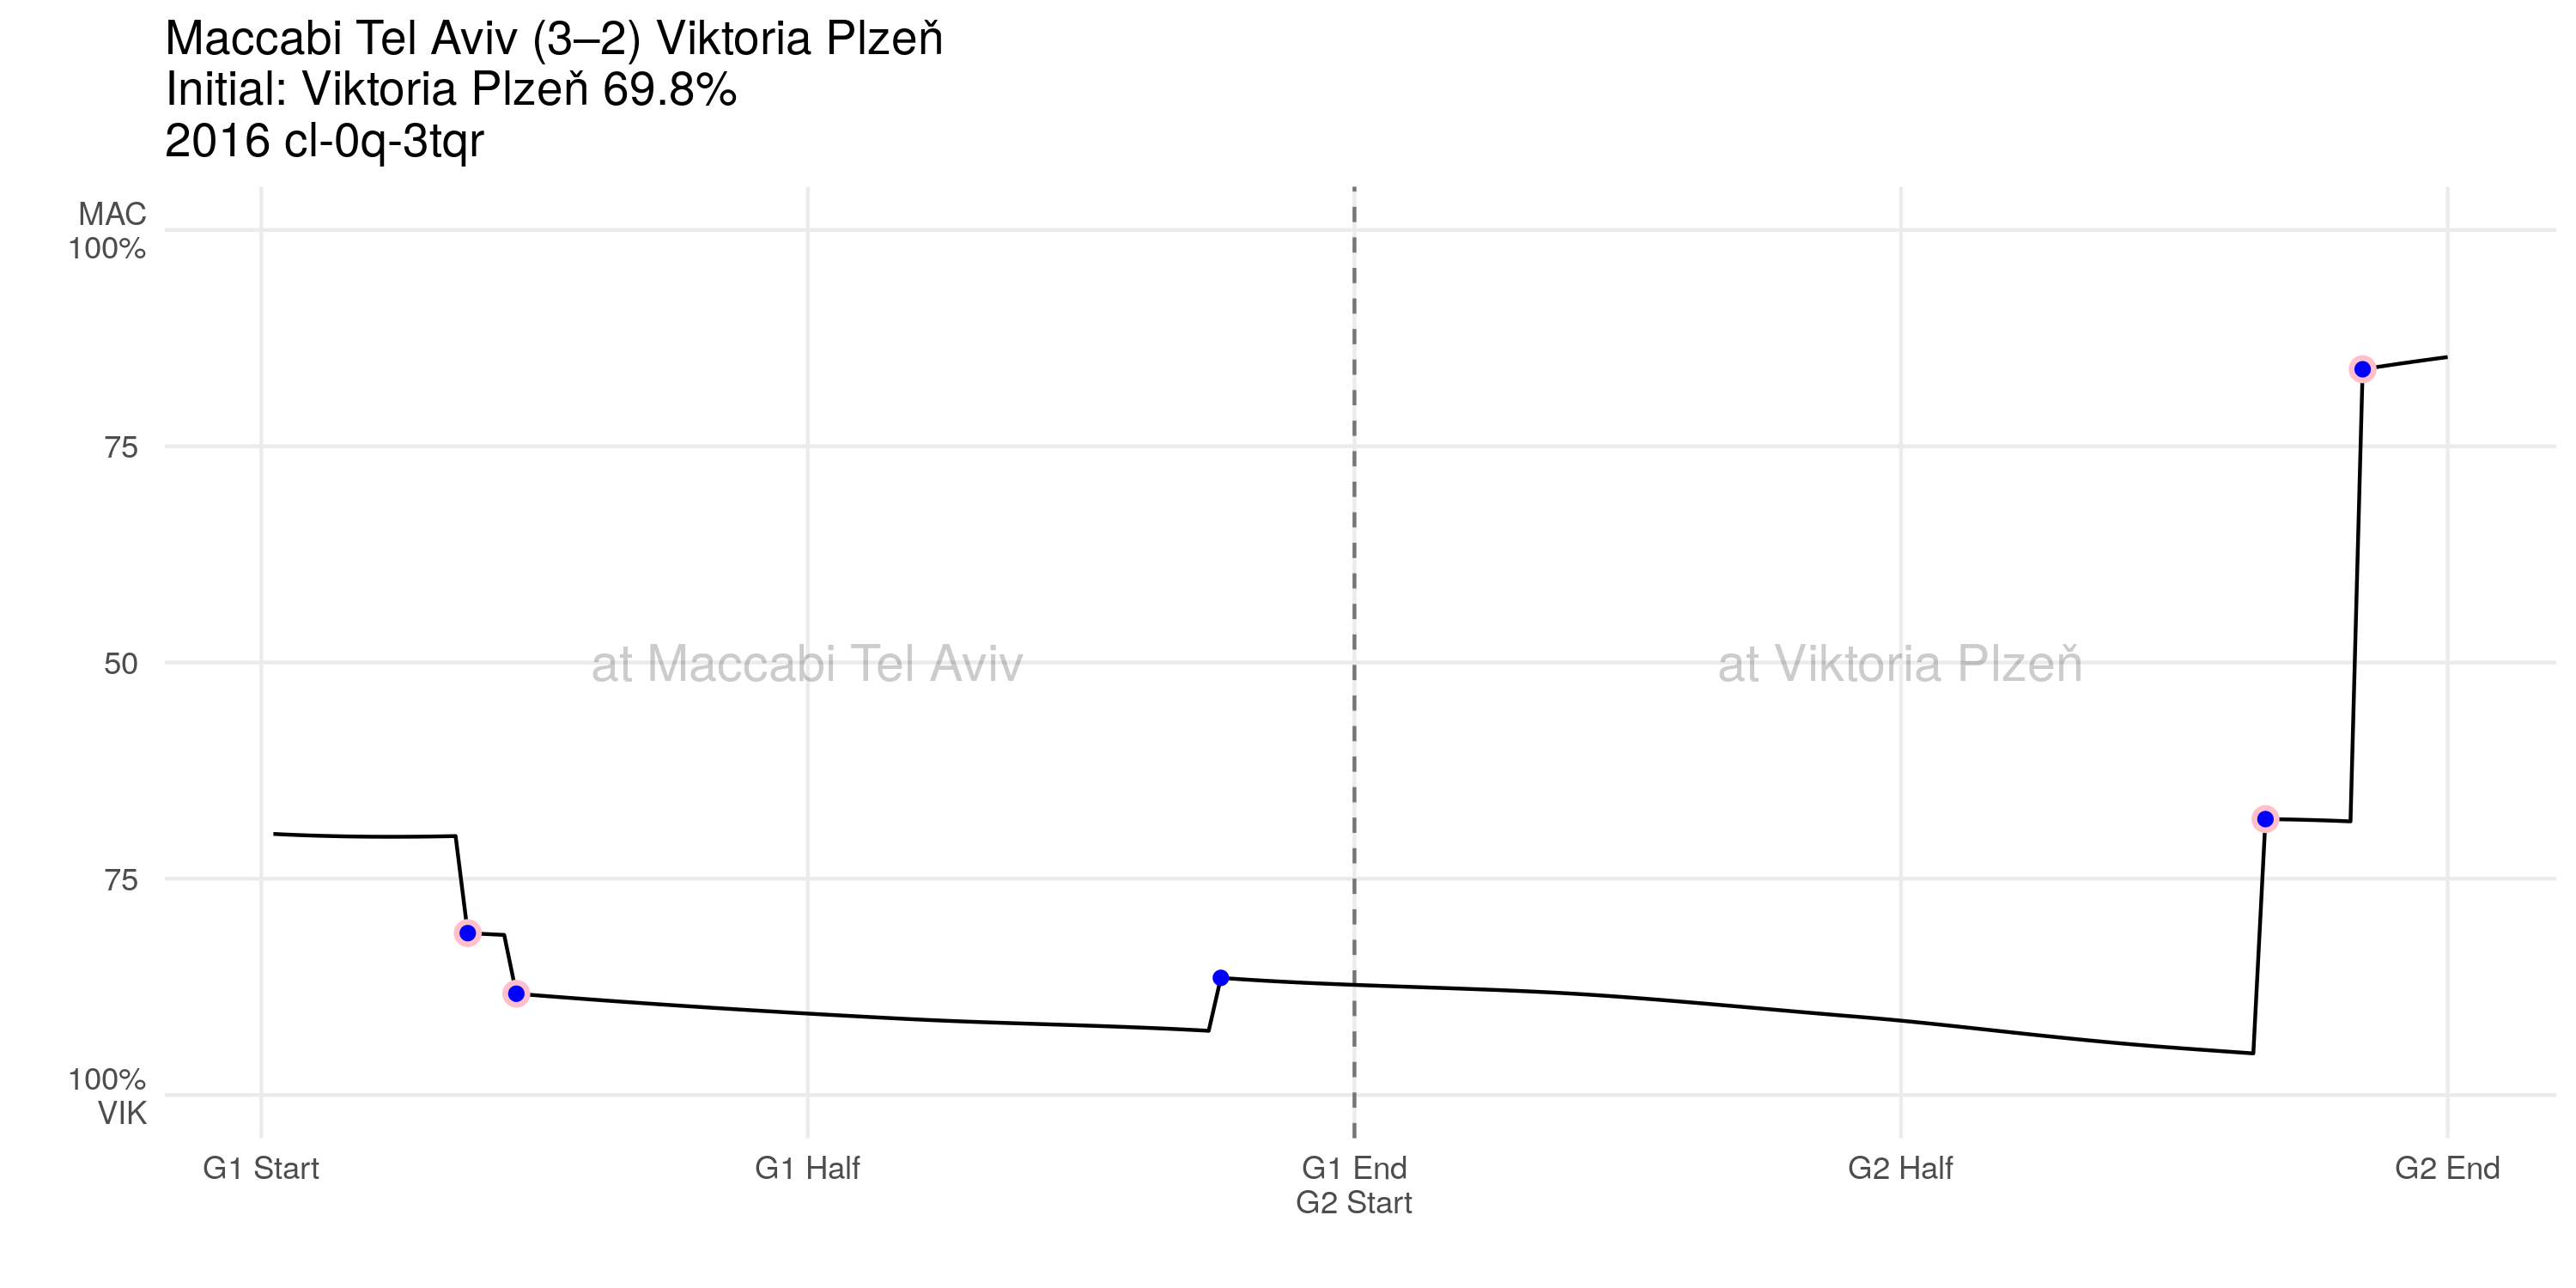 Maccabi Tel Aviv (3–2) Viktoria Plzeň
Initial: Viktoria Plzeň 69.8%
2016 cl-0q-3tqr
MAC
100%
75
50
75
100%
VIK
at Maccabi Tel Aviv
at Viktoria Plzeň
G1 Start
G1 Half
G1 End
G2 Start
G2 Half
G2 End